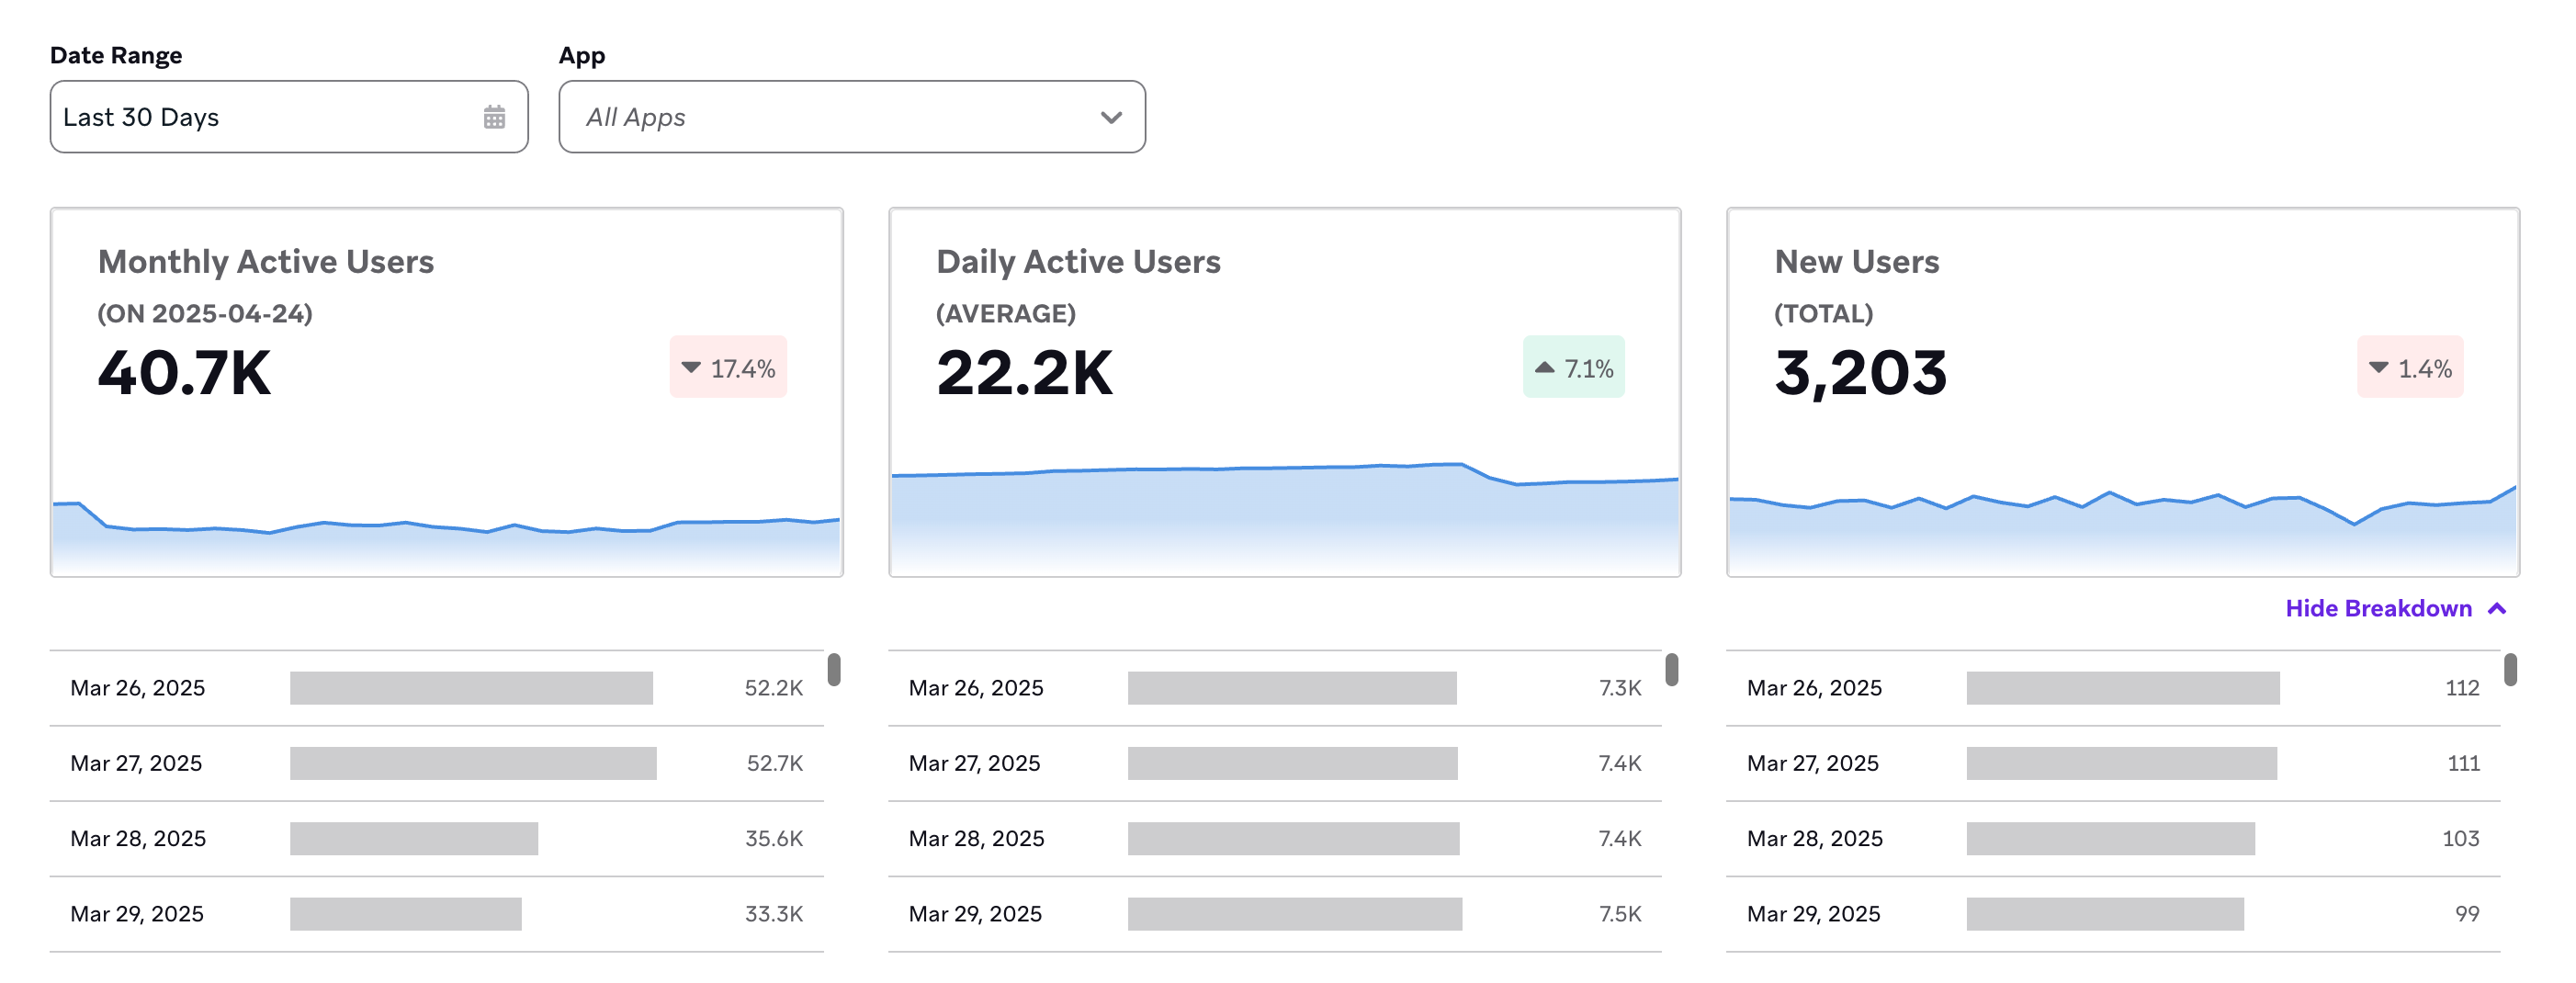 Date Range
App
Last 30 Days
All Apps
Monthly Active Users
(ON 2025-04-24)
40.7K
17.4%
Daily Active Users
(AVERAGE)
22.2K
7.1%
New Users
(TOTAL)
3,203
1.4%
Hide Breakdown
Mar 26, 2025 52.2K
Mar 27, 2025 52.7K
Mar 28, 2025 35.6K
Mar 29, 2025 33.3K
Mar 26, 2025 7.3K
Mar 27, 2025 7.4K
Mar 28, 2025 7.4K
Mar 29, 2025 7.5K
Mar 26, 2025 112
Mar 27, 2025 111
Mar 28, 2025 103
Mar 29, 2025 99